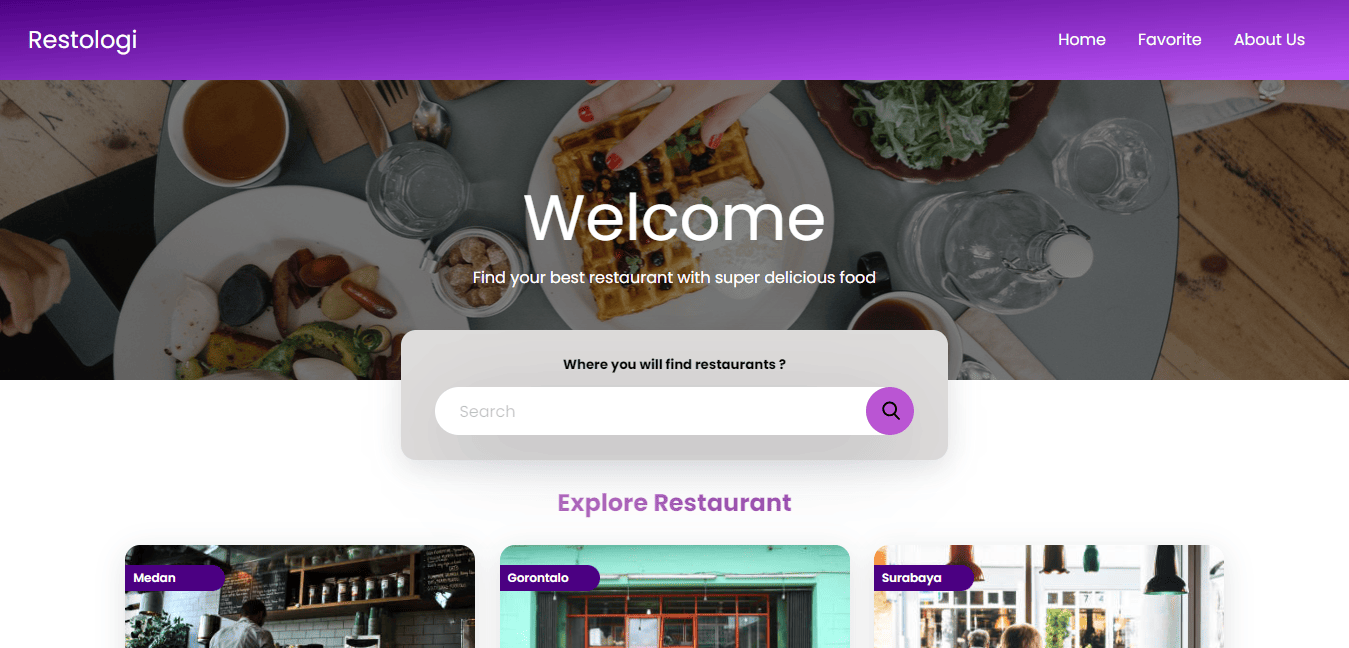 Restologi
Home Favorite About Us
Welcome
Find your best restaurant with super delicious food
Where you will find restaurants ?
Search
Explore Restaurant
Medan
Gorontalo
Surabaya